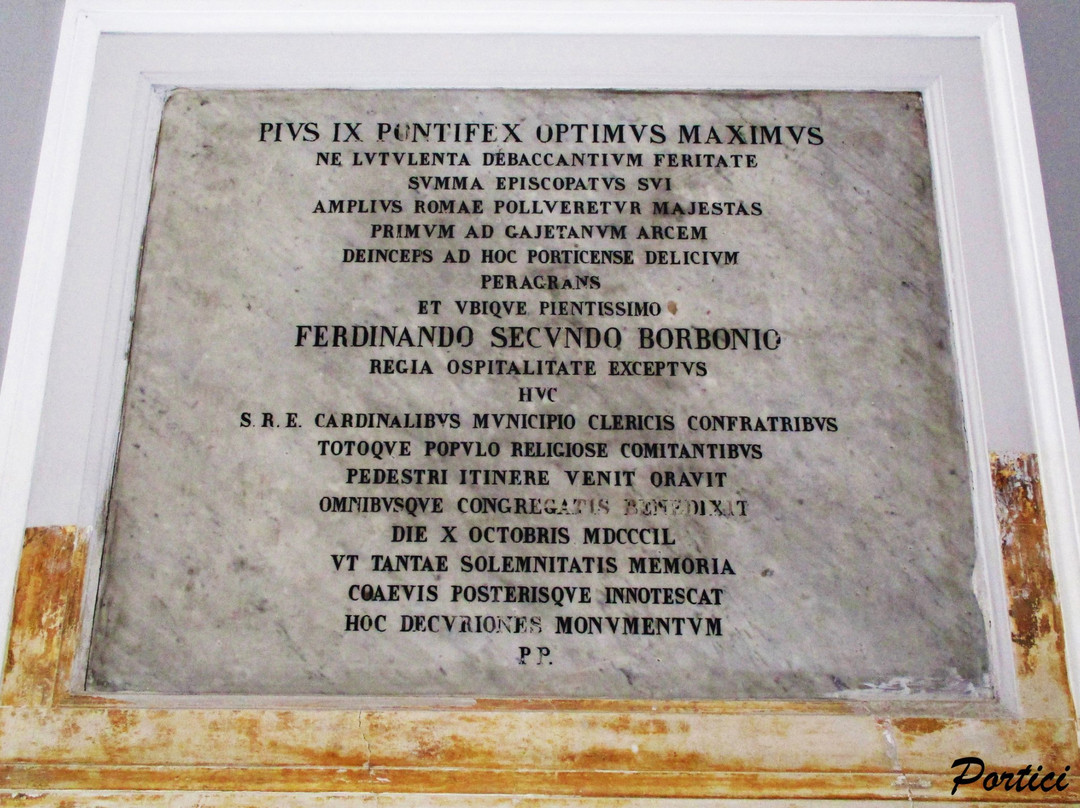 PIVS IX PONTIFEX OPTIMVS MAXIMVS
NE LVTVLENTA DEBACCANTIVM FERITATE
SVMMA EPISCOPATVS SVI
AMPLIVS ROMAE POLLVERETVR MAJESTAS
PRIMVM AD GAJETANVM ARCEM
DEINCEPS AD HOC PORTICENSE DELICIVM
PERAGRANS
ET VBIQVE PIENTISSIMO
FERDINANDO SECVNDO BORBONIO
REGIA OSPITALITATE EXCEPTVS
HVC
S. R. E. CARDINALIBVS MVNICIPIO CLERICIS CONFRATRIBVS
TOTOQVE POPVLO RELIGIOSE COMITANTIBVS
PEDESTRI ITINERE VENIT ORAVIT
OMNIBVSQVE CONGREGATIS BENEDIXIT
DIE X OCTOBRIS MDCCCIL
VT TANTAE SOLEMNITATIS MEMORIA
COAEVIS POSTERISQVE INNOTESCAT
HOC DECVRIONES MONVMENTVM
P P.
Portici